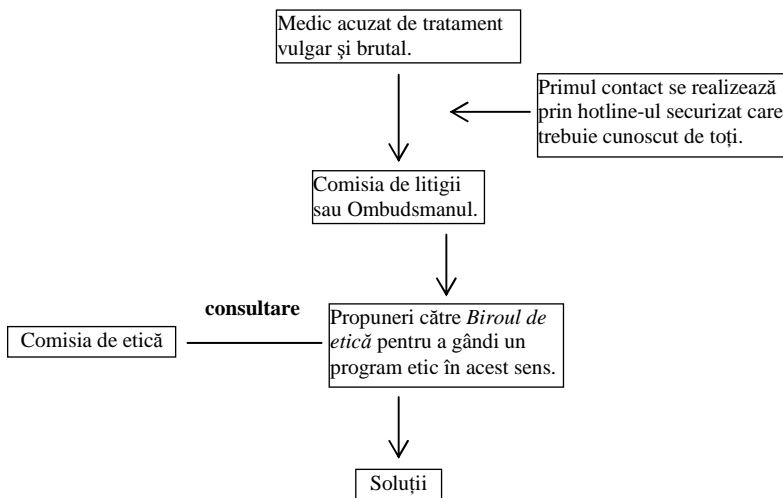 Medic acuzat de tratament
vulgar şi brutal.
Primul contact se realizează
prin hotline-ul securizat care
trebuie cunoscut de toți.
Comisia de litigii
sau Ombudsmanul.
consultare
Comisia de etică
Propuneri către Biroul de
etică pentru a gândi un
program etic în acest sens.
Soluții